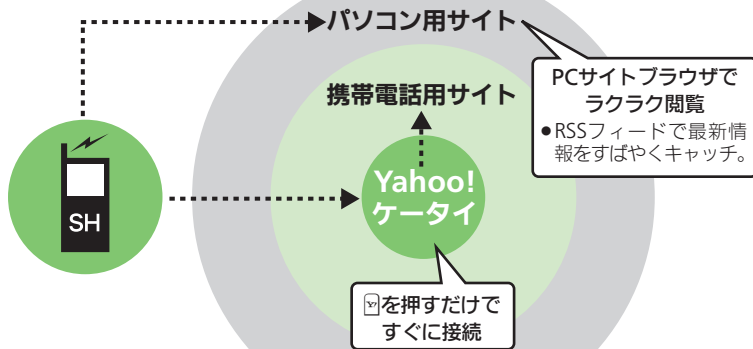 パソコン用サイト
PCサイトブラウザで
ラクラク閲覧
●RSSフィードで最新情
報をすばやくキャッチ。
携帯電話用サイト
Yahoo!
ケータイ
SH
を押すだけで
すぐに接続